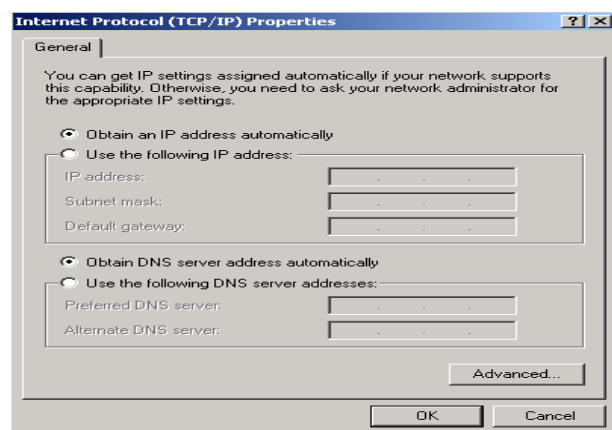 Internet Protocol (TCP/IP) Properties
General
You can get IP settings assigned automatically if your network supports
this capability. Otherwise, you need to ask your network administrator for
the appropriate IP settings.
Obtain an IP address automatically
Use the following IP address:
IP address:
Subnet mask:
Default gateway:
Obtain DNS server address automatically
Use the following DNS server addresses:
Preferred DNS server:
Alternate DNS server:
Advanced...
OK
Cancel